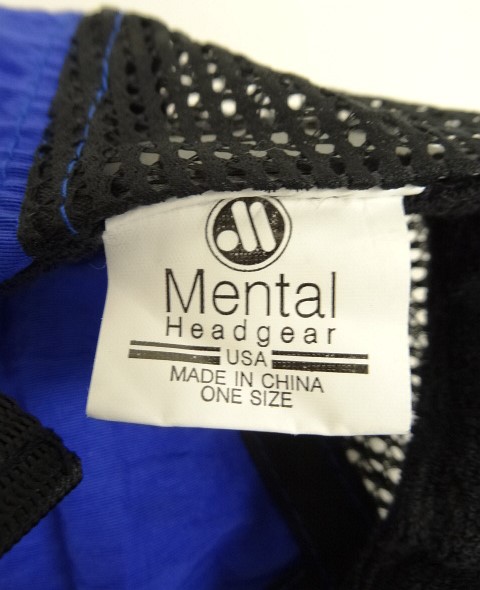 Mental
Headgear
USA
MADE IN CHINA
ONE SIZE